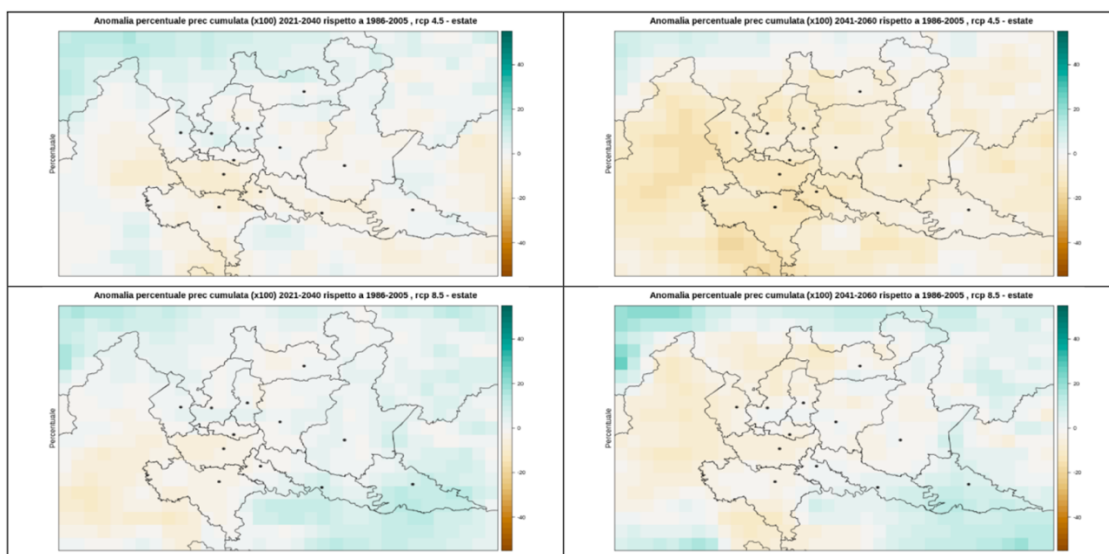 Anomalia percentuale prec cumulata (x100) 2021-2040 rispetto a 1986-2005 , rcp 4.5 - estate
Percentuale
20
0
-20
-40
Anomalia percentuale prec cumulata (x100) 2041-2060 rispetto a 1986-2005 , rcp 4.5 - estate
Percentuale
40
20
0
-20
-40
Anomalia percentuale prec cumulata (x100) 2021-2040 rispetto a 1986-2005 , rcp 8.5 - estate
Percentuale
40
20
0
-20
-40
Anomalia percentuale prec cumulata (x100) 2041-2060 rispetto a 1986-2005 , rcp 8.5 - estate
Percentuale
40
20
0
-20
-40